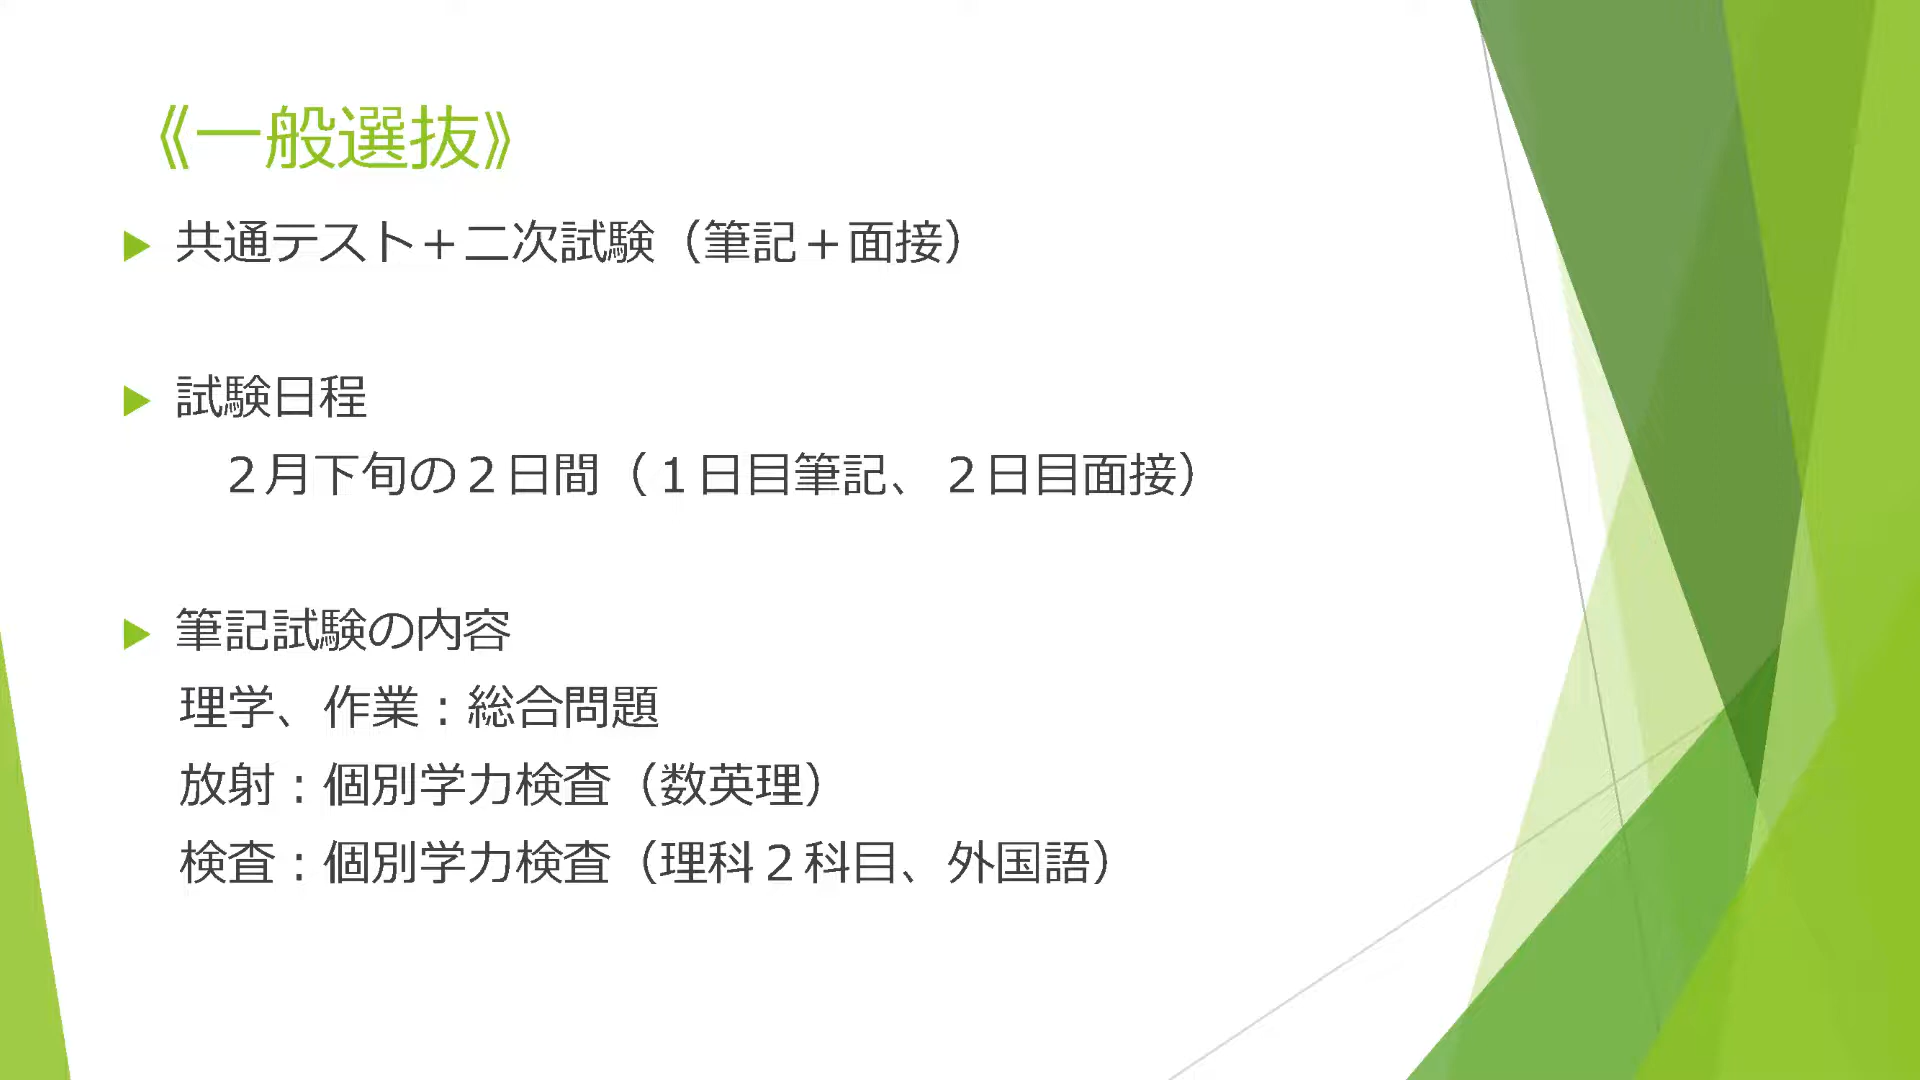 《一般選抜》
共通テスト＋二次試験（筆記＋面接）
試験日程
２月下旬の２日間（１日目筆記、２日目面接）
筆記試験の内容
理学、作業：総合問題
放射：個別学力検査（数英理）
検査：個別学力検査（理科２科目、外国語）